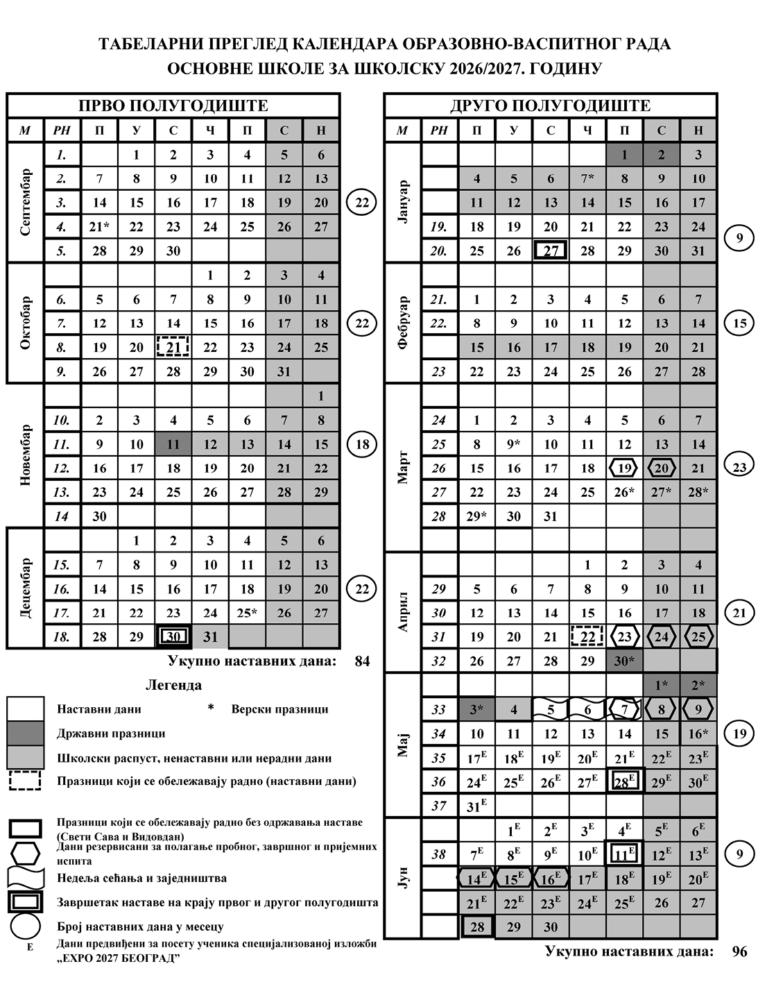 ТАБЕЛАРНИ ПРЕГЛЕД КАЛЕНДАРА ОБРАЗОВНО-ВАСПИТНОГ РАДА
ОСНОВНЕ ШКОЛЕ ЗА ШКОЛСКУ 2026/2027. ГОДИНУ
ПРВО ПОЛУГОДИШТЕ
М РН П У С Ч П С Н
Септембар
1. 1 2 3 4 5 6
2. 7 8 9 10 11 12 13
3. 14 15 16 17 18 19 20 22
4. 21* 22 23 24 25 26 27
5. 28 29 30
Октобар
1 2 3 4
6. 5 6 7 8 9 10 11
7. 12 13 14 15 16 17 18 22
8. 19 20 21 22 23 24 25
9. 26 27 28 29 30 31
Новембар
1
10. 2 3 4 5 6 7 8
11. 9 10 11 12 13 14 15 18
12. 16 17 18 19 20 21 22
13. 23 24 25 26 27 28 29
14 30
Децембар
1 2 3 4 5 6
15. 7 8 9 10 11 12 13
16. 14 15 16 17 18 19 20 22
17. 21 22 23 24 25* 26 27
18. 28 29 30 31
Укупно наставних дана: 84
Легенда
Наставни дани * Верски празници
Државни празници
Школски распуст, ненаставни или нерадни дани
Празници који се обележавају радно (наставни дани)
Празници који се обележавају радно без одржавања наставе
(Свети Сава и Видовдан)
Дани резервисани за полагање пробног, завршног и пријемних
испита
Недеља сећања и заједништва
Завршетак наставе на крају првог и другог полугодишта
Број наставних дана у месецу
E Дани предвиђени за посету ученика специјализованој изложби
„EXPO 2027 БЕОГРАД”
ДРУГО ПОЛУГОДИШТЕ
М РН П У С Ч П С Н
Јануар
1 2 3
4 5 6 7* 8 9 10
11 12 13 14 15 16 17
19. 18 19 20 21 22 23 24
20. 25 26 27 28 29 30 31 9
Фебруар
21. 1 2 3 4 5 6 7
22. 8 9 10 11 12 13 14 15
15 16 17 18 19 20 21
23 22 23 24 25 26 27 28
Март
24 1 2 3 4 5 6 7
25 8 9* 10 11 12 13 14
26 15 16 17 18 19 20 21 23
27 22 23 24 25 26* 27* 28*
28 29* 30 31
Април
1 2 3 4
29 5 6 7 8 9 10 11
30 12 13 14 15 16 17 18 21
31 19 20 21 22 23 24 25
32 26 27 28 29 30*
Мај
1* 2*
33 3* 4 5 6 7 8 9
34 10 11 12 13 14 15 16* 19
35 17E 18E 19E 20E 21E 22E 23E
36 24E 25E 26E 27E 28E 29E 30E
37 31E
Јун
1E 2E 3E 4E 5E 6E
38 7E 8E 9E 10E 11E 12E 13E 9
14E 15E 16E 17E 18E 19E 20E
21E 22E 23E 24E 25E 26 27
28 29 30
Укупно наставних дана: 96